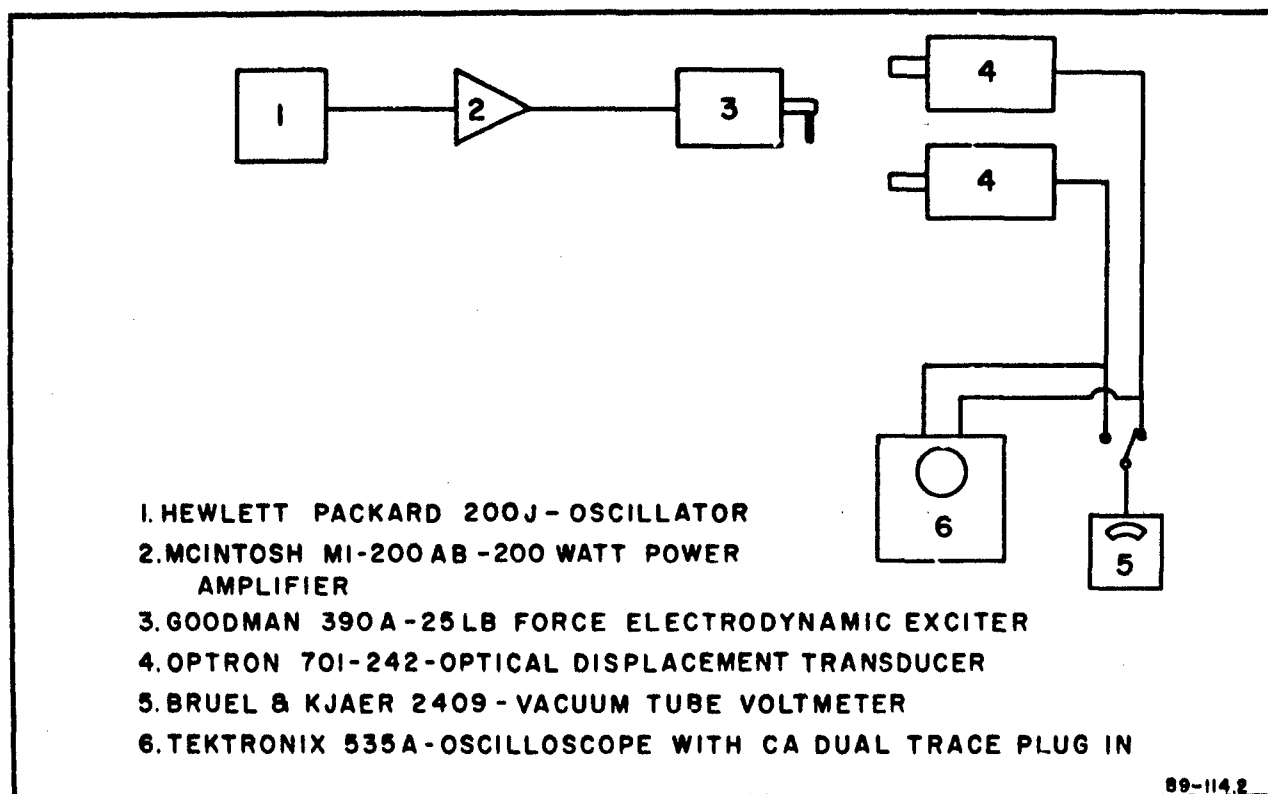 1
2
3
4
4
6
5
1. HEWLETT PACKARD 200J - OSCILLATOR
2. MCINTOSH MI-200 AB - 200 WATT POWER
AMPLIFIER
3. GOODMAN 390A - 25 LB FORCE ELECTRODYNAMIC EXCITER
4. OPTRON 701-242 - OPTICAL DISPLACEMENT TRANSDUCER
5. BRUEL & KJAER 2409 - VACUUM TUBE VOLTMETER
6. TEKTRONIX 535A - OSCILLOSCOPE WITH CA DUAL TRACE PLUG IN
89-114.2